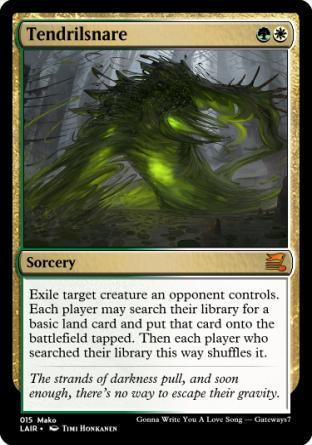 Tendrilsnare
Sorcery
Exile target creature an opponent controls.
Each player may search their library for a
basic land card and put that card onto the
battlefield tapped. Then each player who
searched their library this way shuffles it.
The strands of darkness pull, and soon
enough, there's no way to escape their gravity.
015 Mako
Gonna Write You A Love Song — Gateways7
LAIR • Timi Honkanen